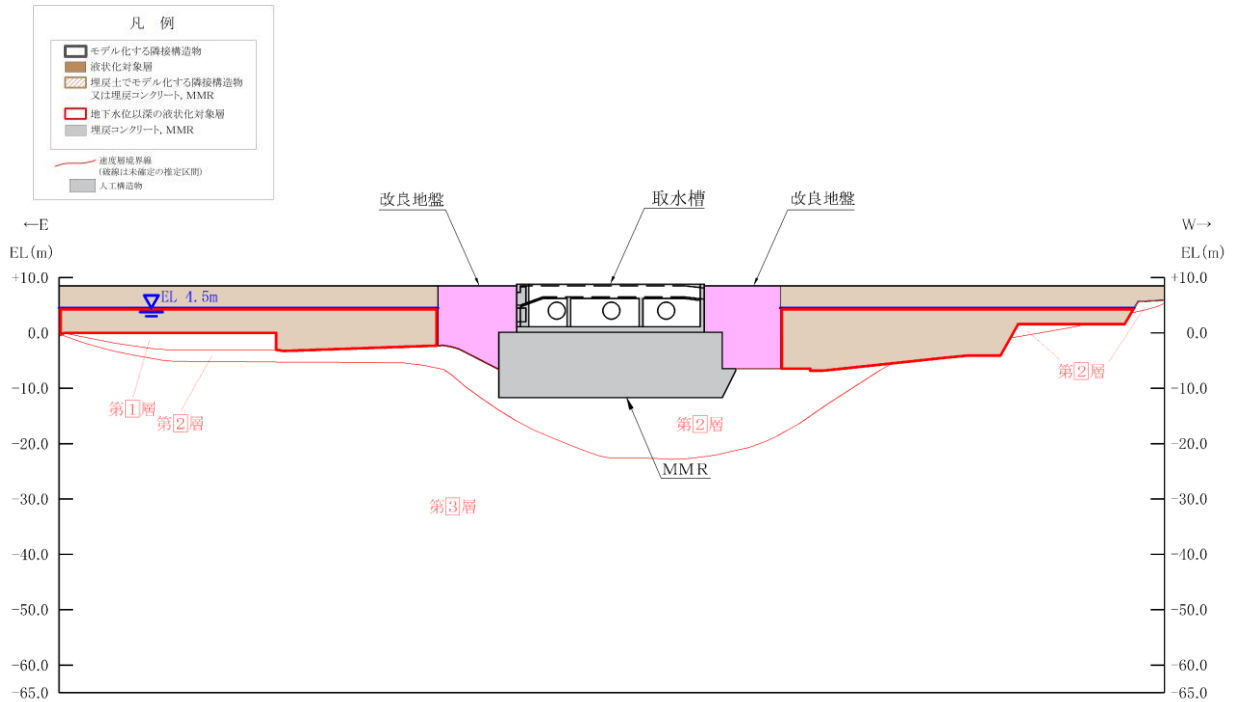 凡 例
モデル化する隣接構造物
液状化対象層
埋戻土でモデル化する隣接構造物
又は埋戻コンクリート, MMR
地下水位以深の液状化対象層
埋戻コンクリート, MMR
速度層境界線
(破線は未確定の推定区間)
人工構造物
改良地盤
取水槽
改良地盤
←E
W→
EL(m)
EL(m)
+10.0
+10.0
EL 4.5m
0.0
0.0
第1層
第2層
第2層
第2層
-10.0
-10.0
-20.0
-20.0
MMR
第3層
-30.0
-30.0
-40.0
-40.0
-50.0
-50.0
-60.0
-60.0
-65.0
-65.0